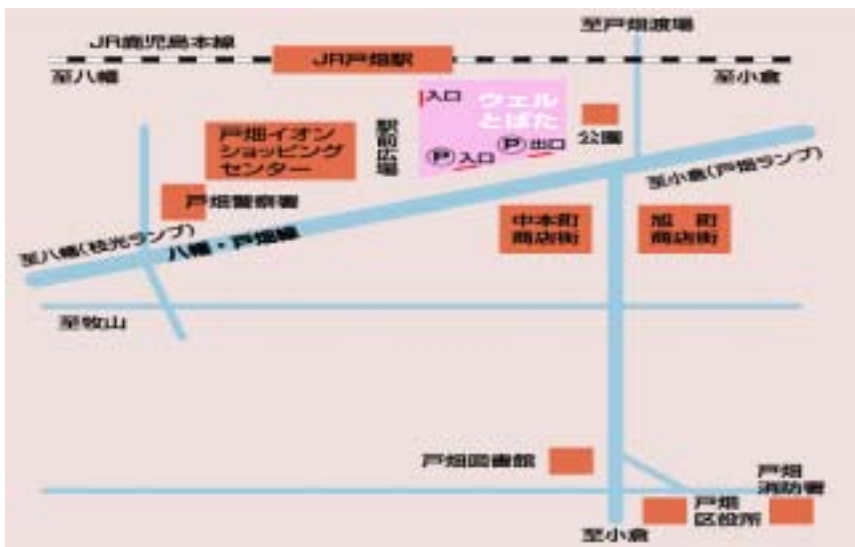 至戸畑渡場
JR鹿児島本線
JR戸畑駅
至八幡
至小倉
入口
ウェル
とばた
公園
駅前広場
戸畑イオン
ショッピング
センター
P入口
P出口
戸畑警察署
至小倉(戸畑ランプ)
至八幡(枝光ランプ)
八幡・戸畑線
中本町
商店街
旭町
商店街
至牧山
戸畑図書館
戸畑
消防署
戸畑
区役所
至小倉